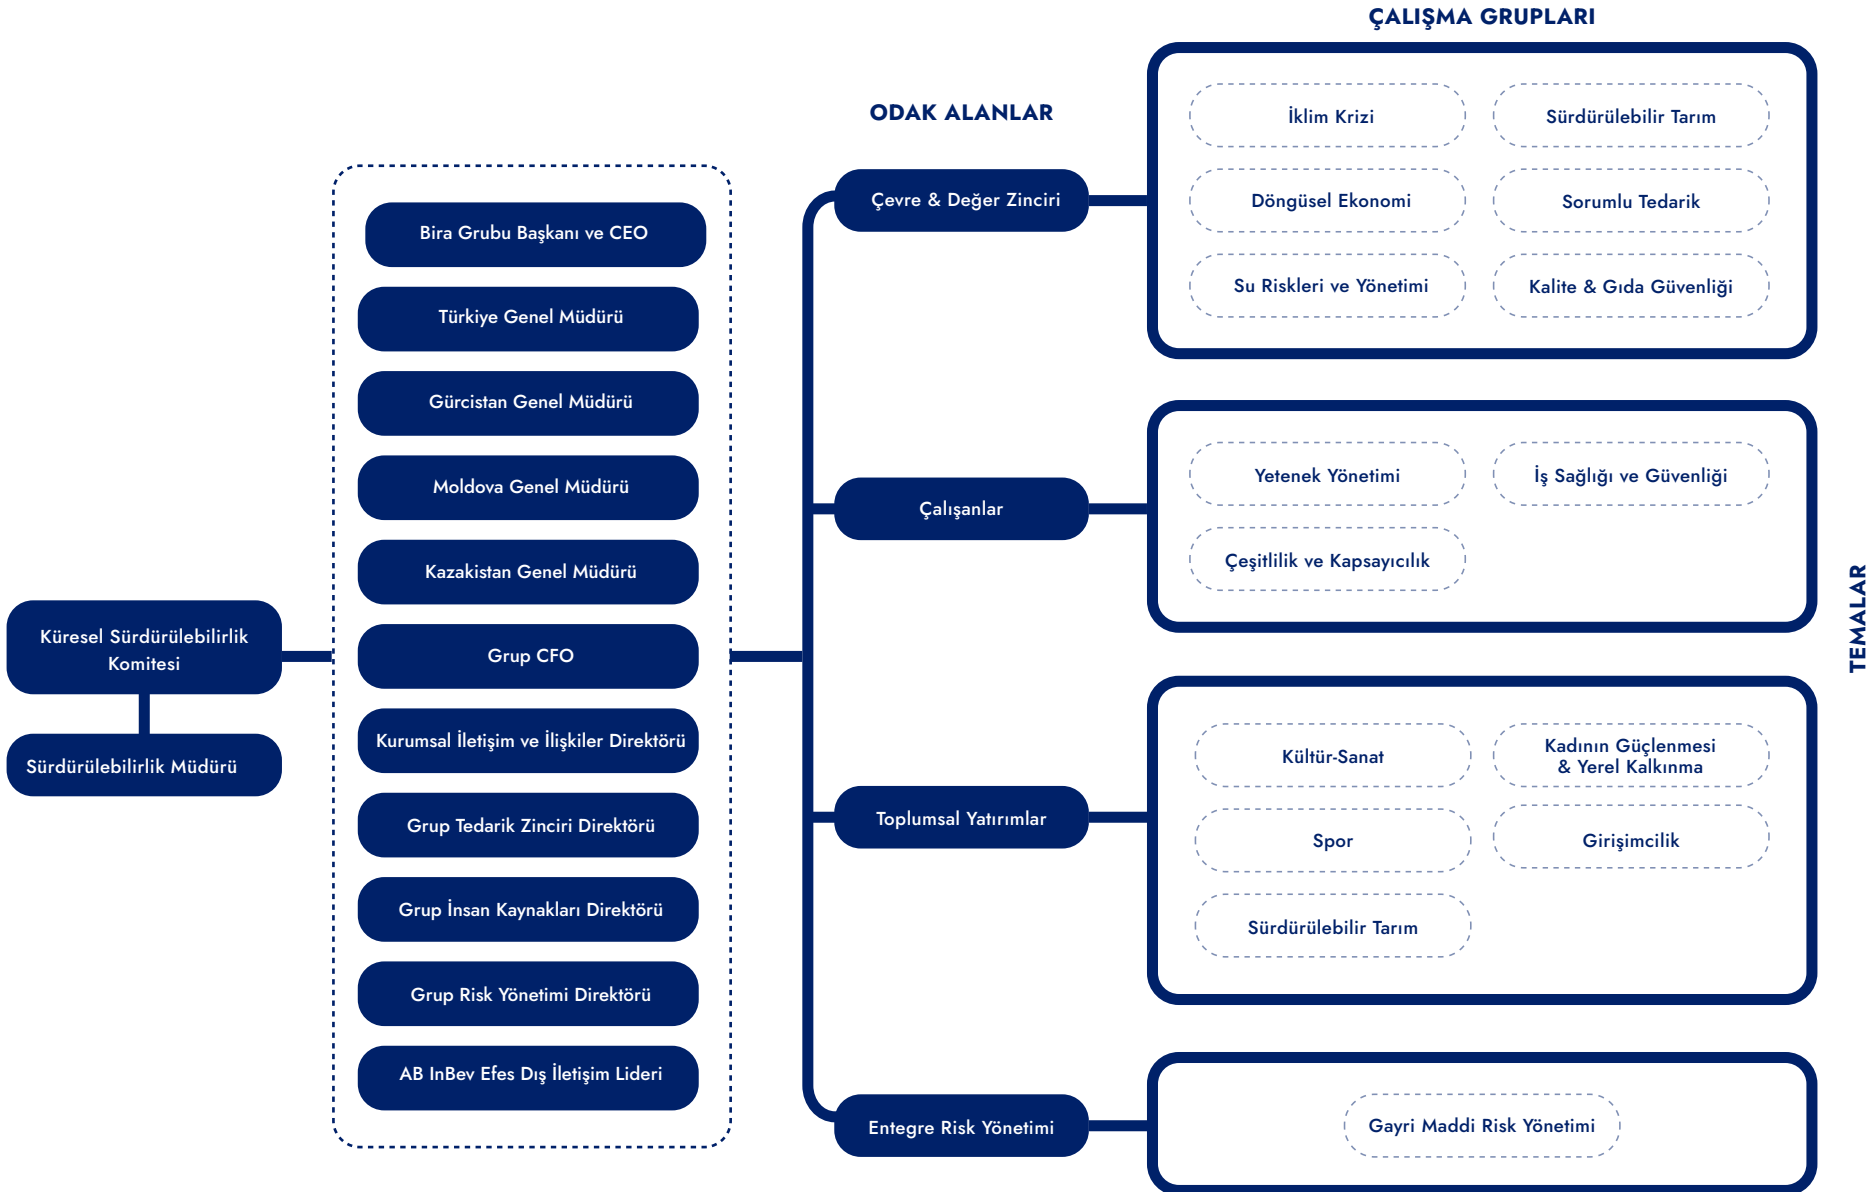 Küresel Sürdürülebilirlik
Komitesi
Sürdürülebilirlik Müdürü
Bira Grubu Başkanı ve CEO
Türkiye Genel Müdürü
Gürcistan Genel Müdürü
Moldova Genel Müdürü
Kazakistan Genel Müdürü
Grup CFO
Kurumsal İletişim ve İlişkiler Direktörü
Grup Tedarik Zinciri Direktörü
Grup İnsan Kaynakları Direktörü
Grup Risk Yönetimi Direktörü
AB InBev Efes Dış İletişim Lideri
ODAK ALANLAR
Çevre & Değer Zinciri
Çalışanlar
Toplumsal Yatırımlar
Entegre Risk Yönetimi
ÇALIŞMA GRUPLARI
İklim Krizi
Sürdürülebilir Tarım
Döngüsel Ekonomi
Sorumlu Tedarik
Su Riskleri ve Yönetimi
Kalite & Gıda Güvenliği
Yetenek Yönetimi
İş Sağlığı ve Güvenliği
Çeşitlilik ve Kapsayıcılık
Kültür-Sanat
Kadının Güçlenmesi
& Yerel Kalkınma
Spor
Girişimcilik
Sürdürülebilir Tarım
Gayri Maddi Risk Yönetimi
TEMALAR